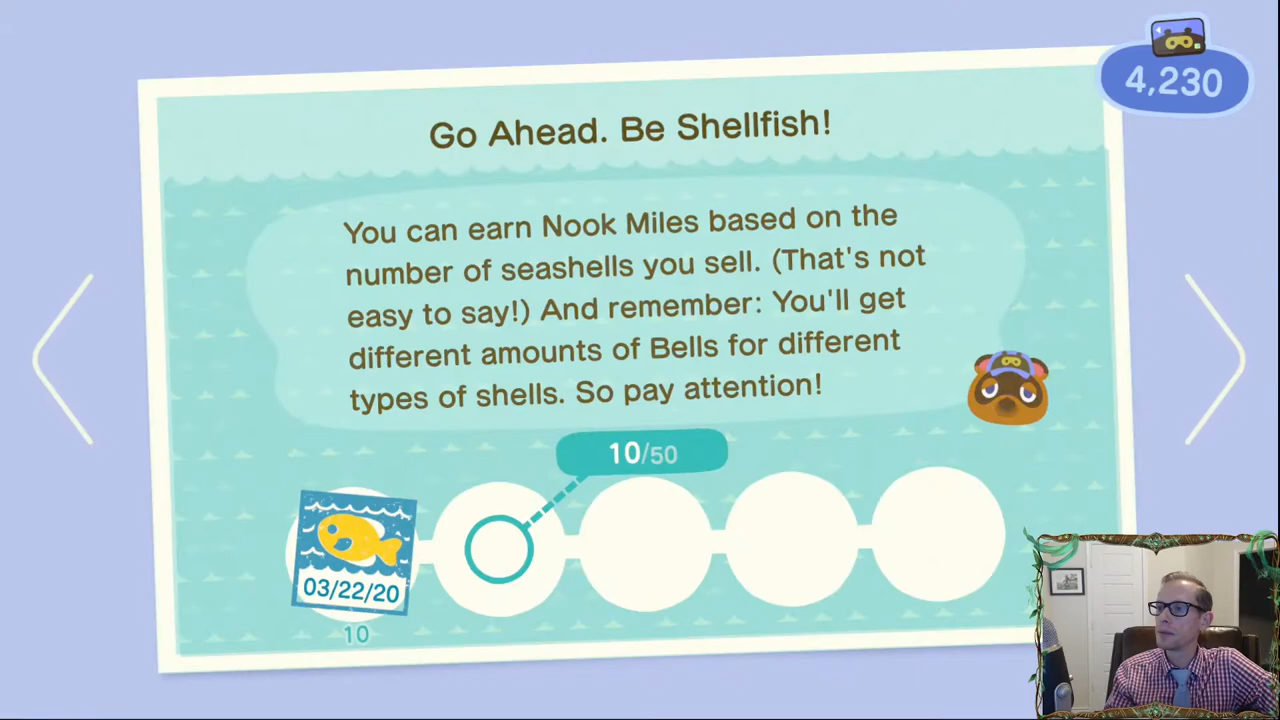 4,230
Go Ahead. Be Shellfish!
You can earn Nook Miles based on the
number of seashells you sell. (That's not
easy to say!) And remember: You'll get
different amounts of Bells for different
types of shells. So pay attention!
10/50
03/22/20
10